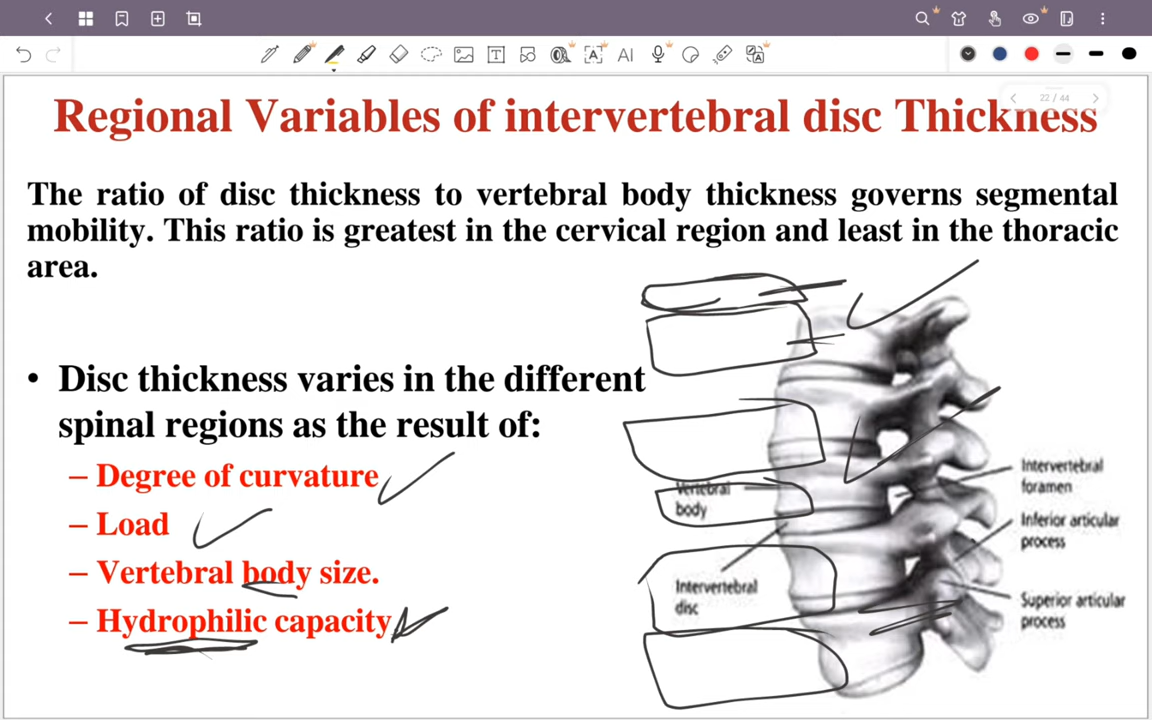 22 / 44
Regional Variables of intervertebral disc Thickness
The ratio of disc thickness to vertebral body thickness governs segmental
mobility. This ratio is greatest in the cervical region and least in the thoracic
area.
• Disc thickness varies in the different
spinal regions as the result of:
– Degree of curvature
– Load
– Vertebral body size.
– Hydrophilic capacity
Vertebral
body
Intervertebral
disc
Intervertebral
foramen
Inferior articular
process
Superior articular
process
AI